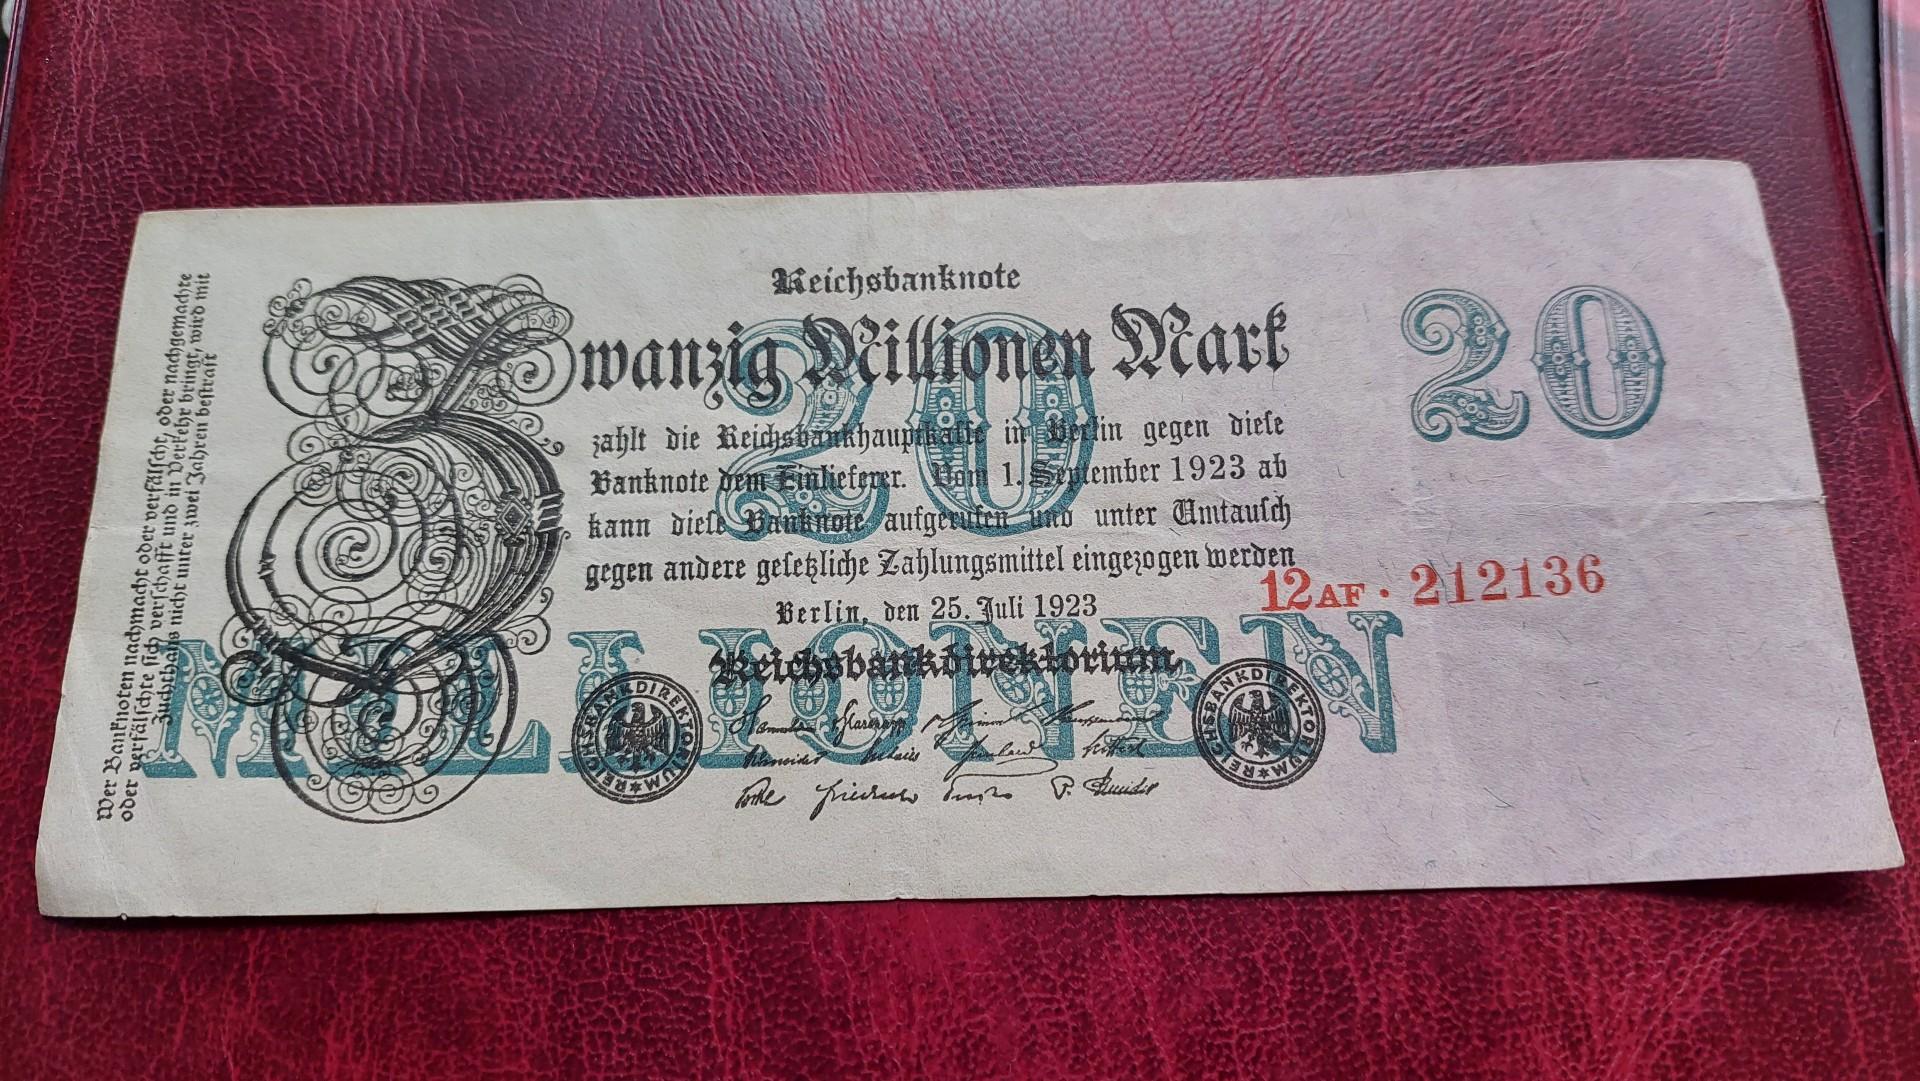 Reichsbanknote
Zwanzig Millionen Mark
20
20
zahlt die Reichsbankhauptkasse in Berlin gegen diese
Banknote dem Einlieferer. Vom 1. September 1923 ab
kann diese Banknote aufgerufen und unter Umtausch
gegen andere gesetzliche Zahlungsmittel eingezogen werden
12AF · 212136
Berlin, den 25. Juli 1923
MILLIONEN
Reichsbankdirektorium
REICHSBANKDIREKTORIUM
REICHSBANKDIREKTORIUM
Wer Banknoten nachmacht oder verfälscht, oder nachgemachte
oder verfälschte sich verschafft und in Verkehr bringt, wird mit
Zuchthaus nicht unter zwei Jahren bestraft